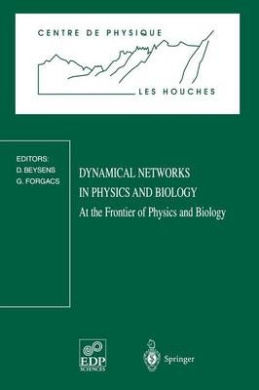 CENTRE DE PHYSIQUE
LES HOUCHES
EDITORS:
D. BEYSENS
G. FORGACS
DYNAMICAL NETWORKS
IN PHYSICS AND BIOLOGY
At the Frontier of Physics and Biology
EDP
SCIENCES
Springer